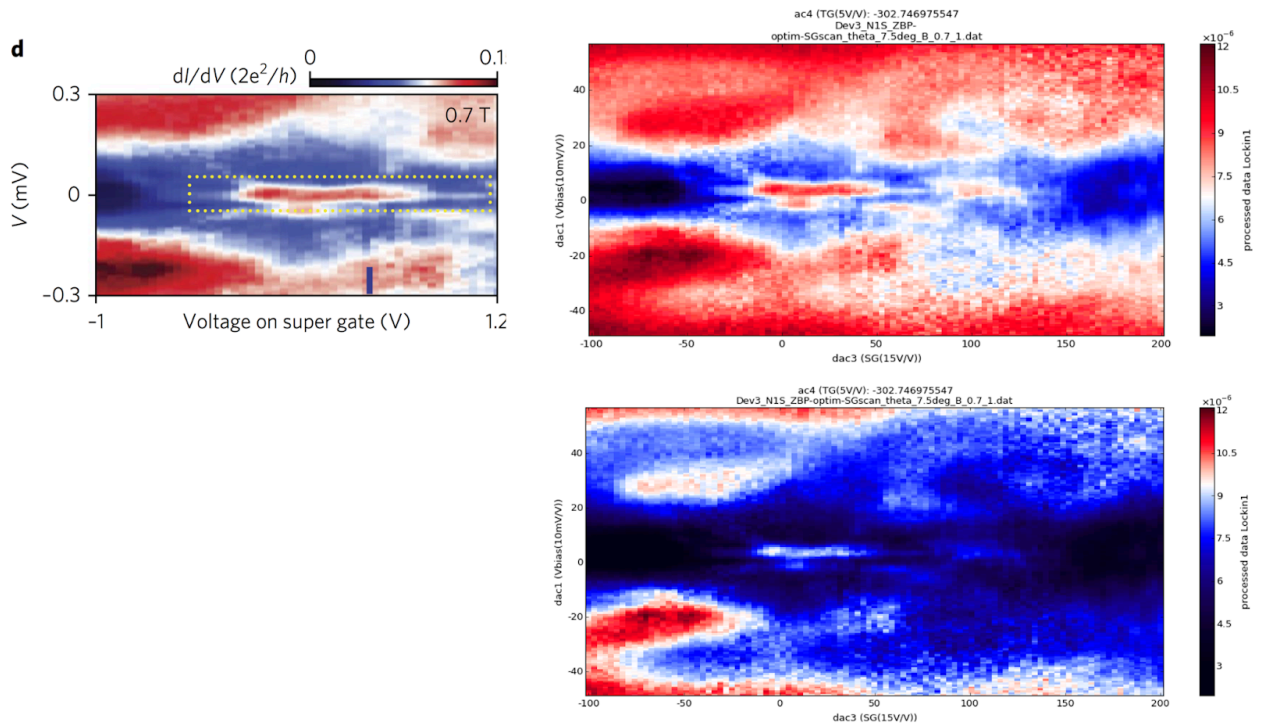 d
dI/dV (2e²/h)
0
0.1
0.3
0
−0.3
V (mV)
0.7 T
−1
1.2
Voltage on super gate (V)
ac4 (TG(5V/V): -302.746975547
Dev3_N1S_ZBP-
optim-SGscan_theta_7.5deg_B_0.7_1.dat
40
20
0
-20
-40
dac1 (Vbias(10mV/V))
-100
-50
0
50
100
150
200
dac3 (SG(15V/V))
×10⁻⁶
12
10.5
9
7.5
6
4.5
3
processed data Lockin1
ac4 (TG(5V/V): -302.746975547
Dev3_N1S_ZBP-optim-SGscan_theta_7.5deg_B_0.7_1.dat
40
20
0
-20
-40
dac1 (Vbias(10mV/V))
-100
-50
0
50
100
150
200
dac3 (SG(15V/V))
×10⁻⁶
12
10.5
9
7.5
6
4.5
3
processed data Lockin1